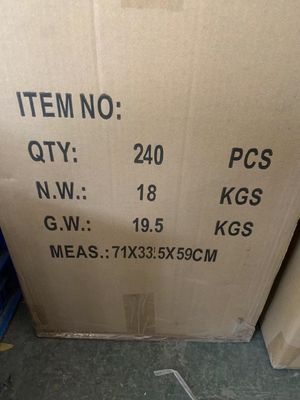 ITEM NO:
QTY: 240 PCS
N.W.: 18 KGS
G.W.: 19.5 KGS
MEAS.: 71X33.5X59CM